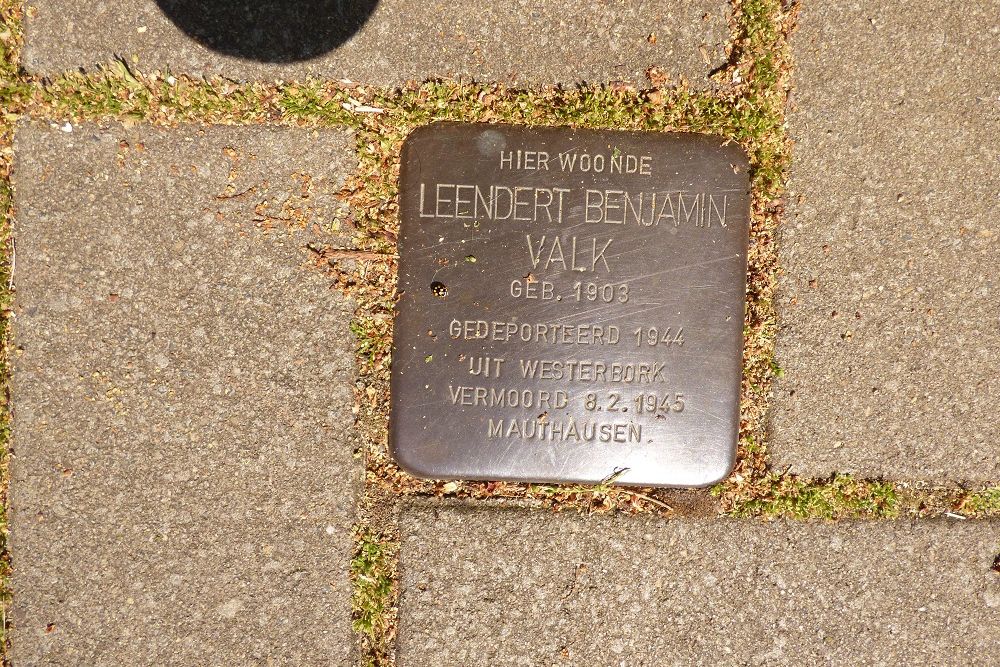 HIER WOONDE
LEENDERT BENJAMIN
VALK
GEB. 1903
GEDEPORTEERD 1944
UIT WESTERBORK
VERMOORD 8.2.1945
MAUTHAUSEN